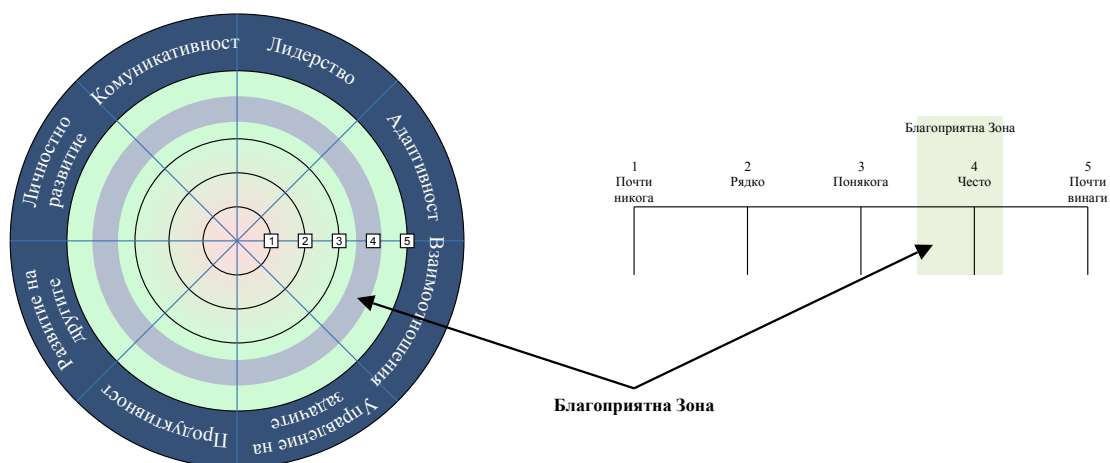 Комуникативност
Лидерство
Адаптивност
Взаимоотношения
Управление на
задачите
Продуктивност
Развитие на
другите
Личностно
развитие
1
2
3
4
5
Благоприятна Зона
1
Почти
никога
2
Рядко
3
Понякога
4
Често
5
Почти
винаги
Благоприятна Зона